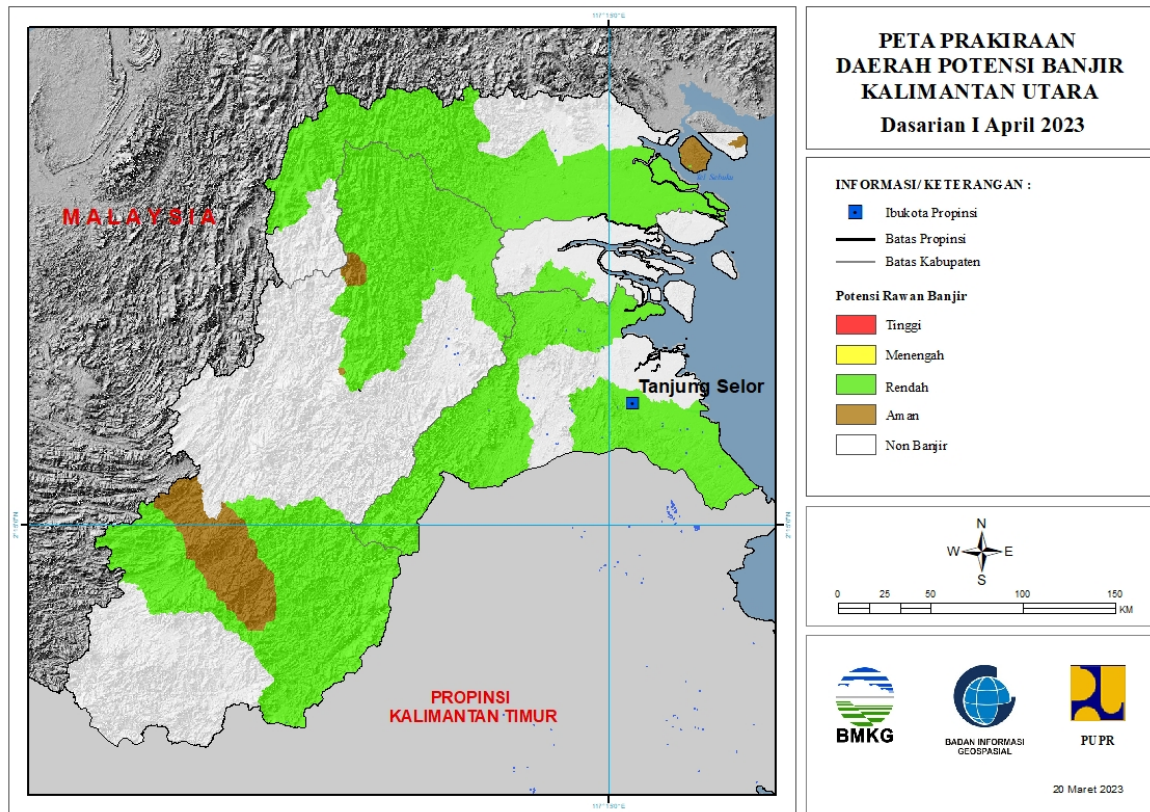 PETA PRAKIRAAN
DAERAH POTENSI BANJIR
KALIMANTAN UTARA
Dasarian I April 2023
INFORMASI/ KETERANGAN :
Ibukota Propinsi
Batas Propinsi
Batas Kabupaten
Potensi Rawan Banjir
Tinggi
Menengah
Rendah
Aman
Non Banjir
MALAYSIA
Tanjung Selor
PROPINSI
KALIMANTAN TIMUR
N
W E
S
0 25 50 100 150
KM
BMKG
BADAN INFORMASI
GEOSPASIAL
PUPR
20 Maret 2023